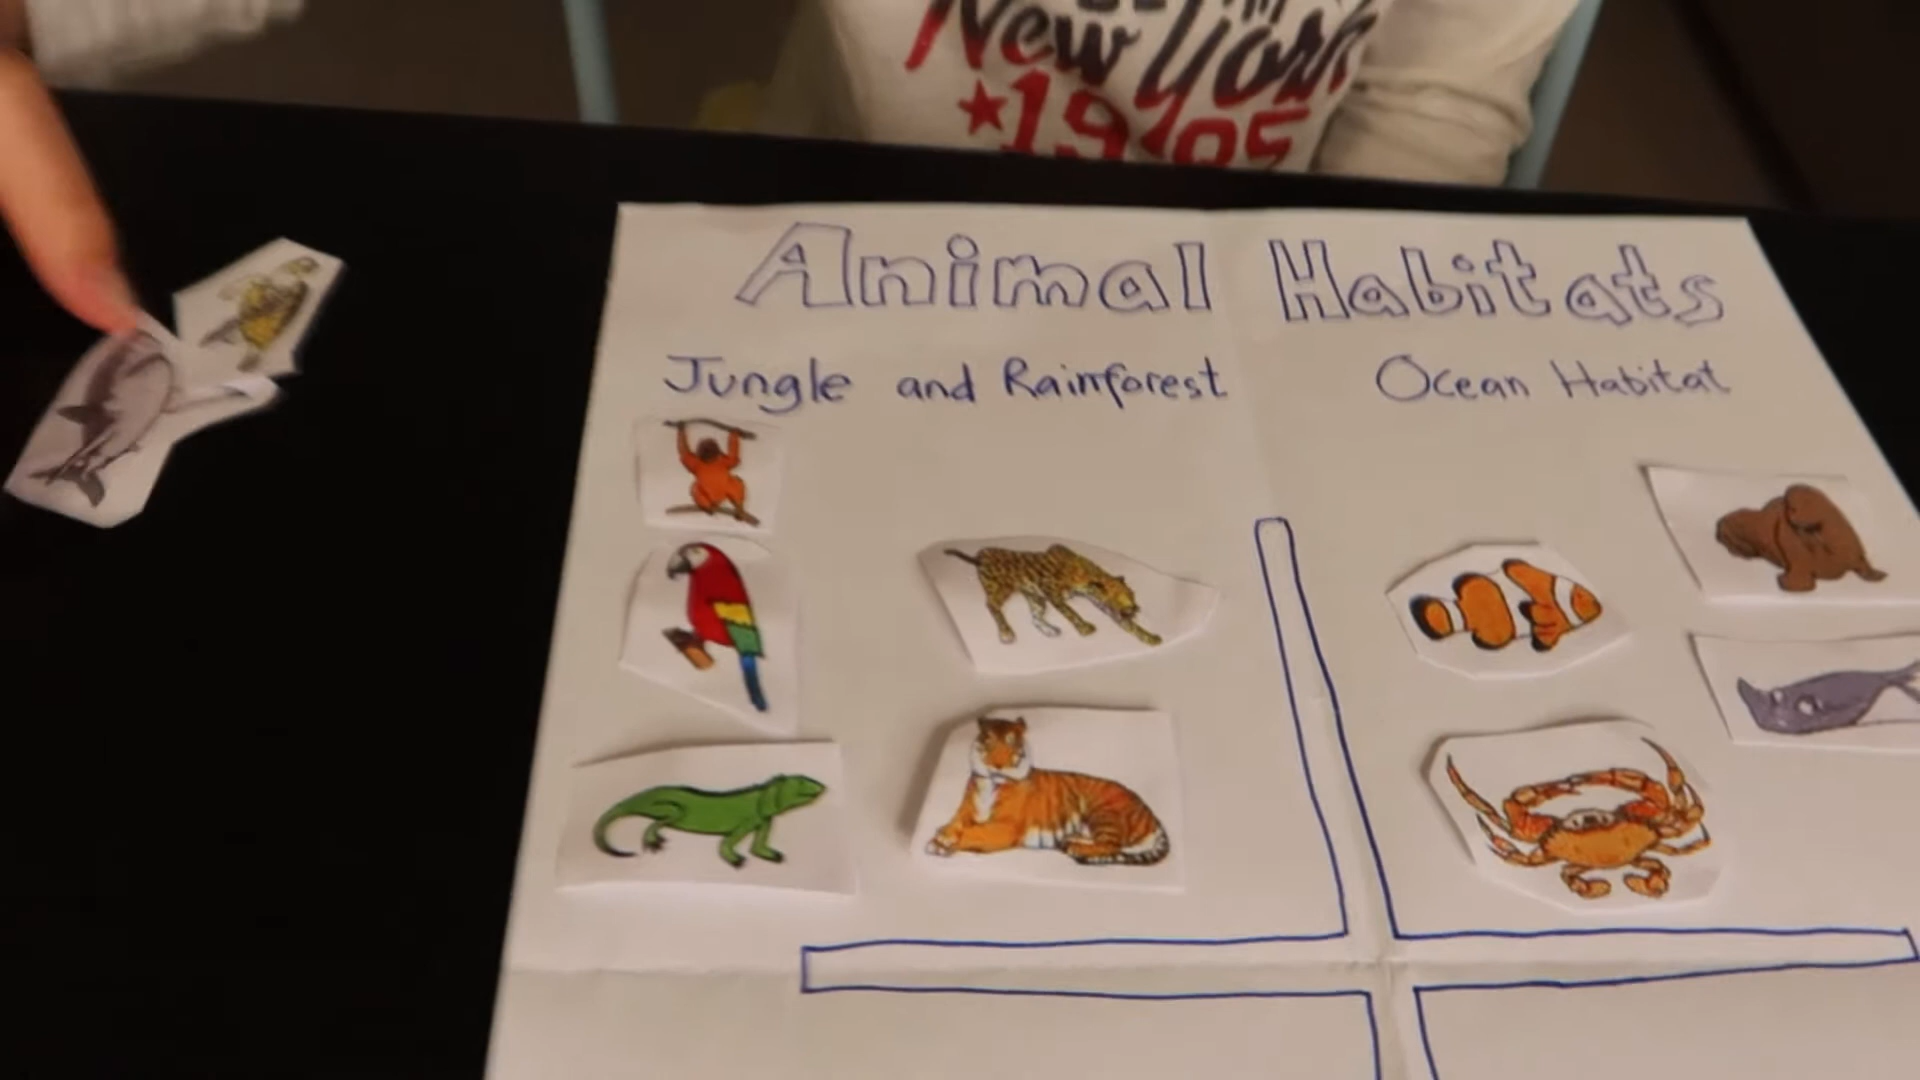 New York
★1985
Animal Habitats
Jungle and Rainforest
Ocean Habitat